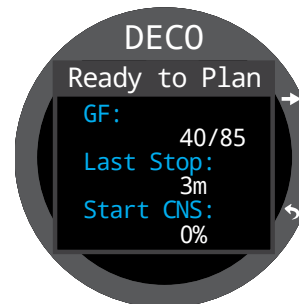 DECO
Ready to Plan
GF:
40/85
Last Stop:
3m
Start CNS:
0%